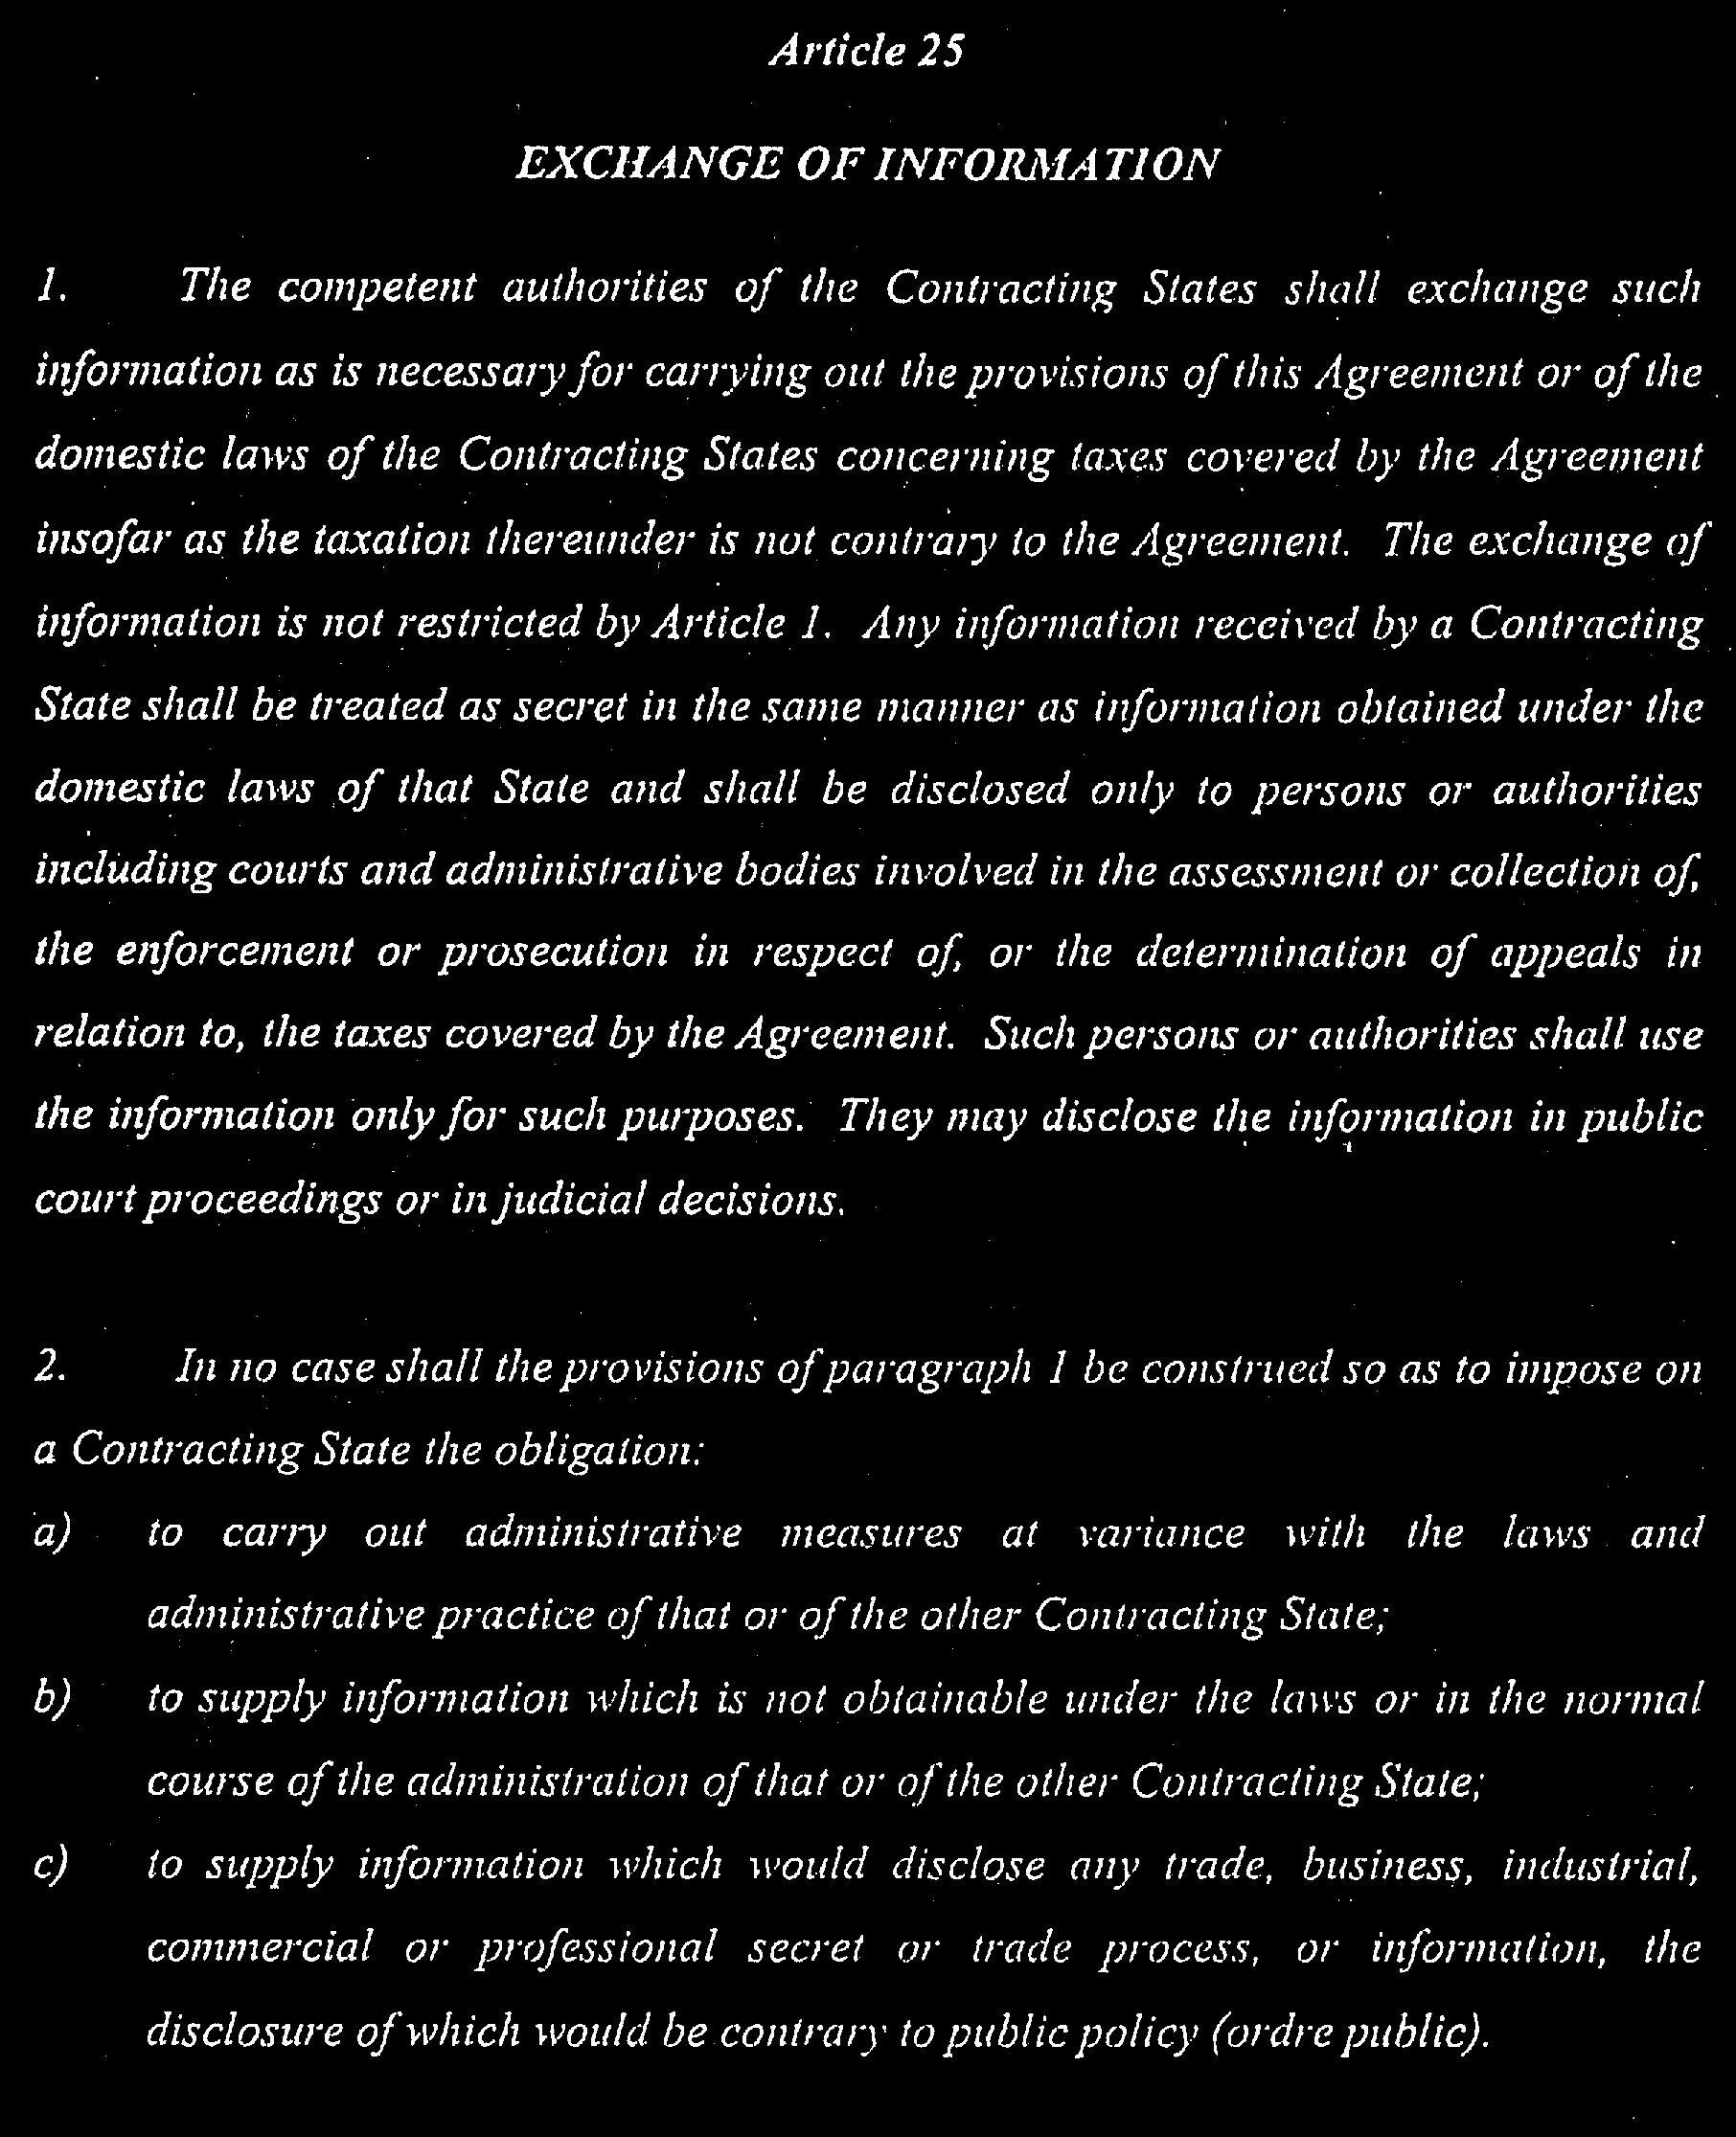 Article 25
EXCHANGE OF INFORMATION
1. The competent authorities of the Contracting States shall exchange such
information as is necessary for carrying out the provisions of this Agreement or of the
domestic laws of the Contracting States concerning taxes covered by the Agreement
insofar as the taxation thereunder is not contrary to the Agreement. The exchange of
information is not restricted by Article 1. Any information received by a Contracting
State shall be treated as secret in the same manner as information obtained under the
domestic laws of that State and shall be disclosed only to persons or authorities
including courts and administrative bodies involved in the assessment or collection of,
the enforcement or prosecution in respect of, or the determination of appeals in
relation to, the taxes covered by the Agreement. Such persons or authorities shall use
the information only for such purposes. They may disclose the information in public
court proceedings or in judicial decisions.
2. In no case shall the provisions of paragraph 1 be construed so as to impose on
a Contracting State the obligation:
a) to carry out administrative measures at variance with the laws and
administrative practice of that or of the other Contracting State;
b) to supply information which is not obtainable under the laws or in the normal
course of the administration of that or of the other Contracting State;
c) to supply information which would disclose any trade, business, industrial,
commercial or professional secret or trade process, or information, the
disclosure of which would be contrary to public policy (ordre public).